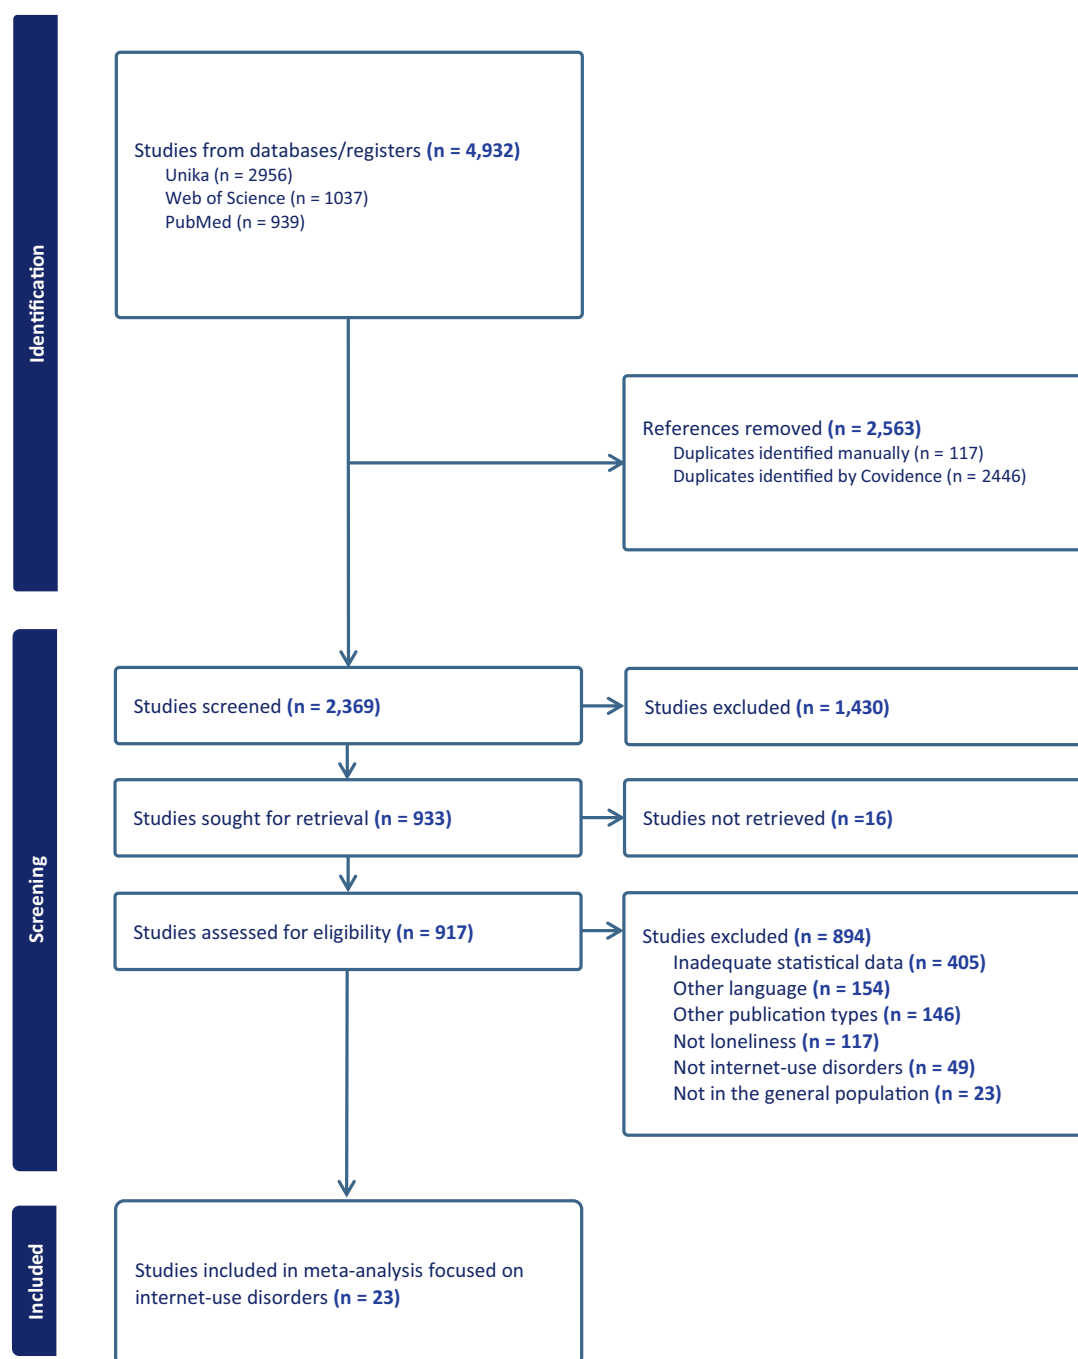 Identification
Studies from databases/registers (n = 4,932)
Unika (n = 2956)
Web of Science (n = 1037)
PubMed (n = 939)
References removed (n = 2,563)
Duplicates identified manually (n = 117)
Duplicates identified by Covidence (n = 2446)
Screening
Studies screened (n = 2,369)
Studies excluded (n = 1,430)
Studies sought for retrieval (n = 933)
Studies not retrieved (n =16)
Studies assessed for eligibility (n = 917)
Studies excluded (n = 894)
Inadequate statistical data (n = 405)
Other language (n = 154)
Other publication types (n = 146)
Not loneliness (n = 117)
Not internet-use disorders (n = 49)
Not in the general population (n = 23)
Included
Studies included in meta-analysis focused on
internet-use disorders (n = 23)